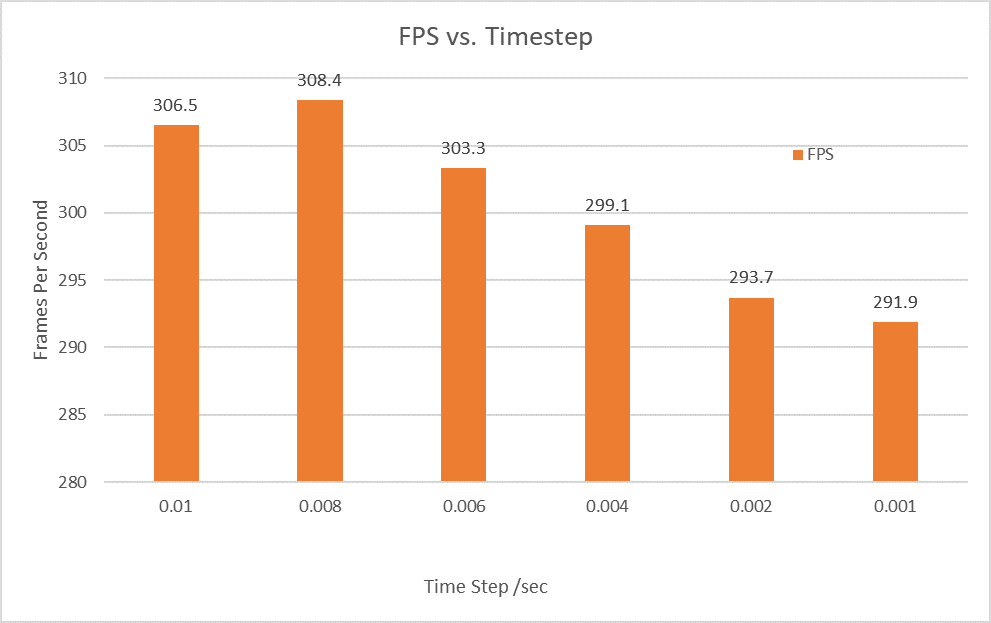 FPS vs. Timestep
310
305
300
295
290
285
280
Frames Per Second
306.5
308.4
303.3
299.1
293.7
291.9
FPS
0.01 0.008 0.006 0.004 0.002 0.001
Time Step /sec